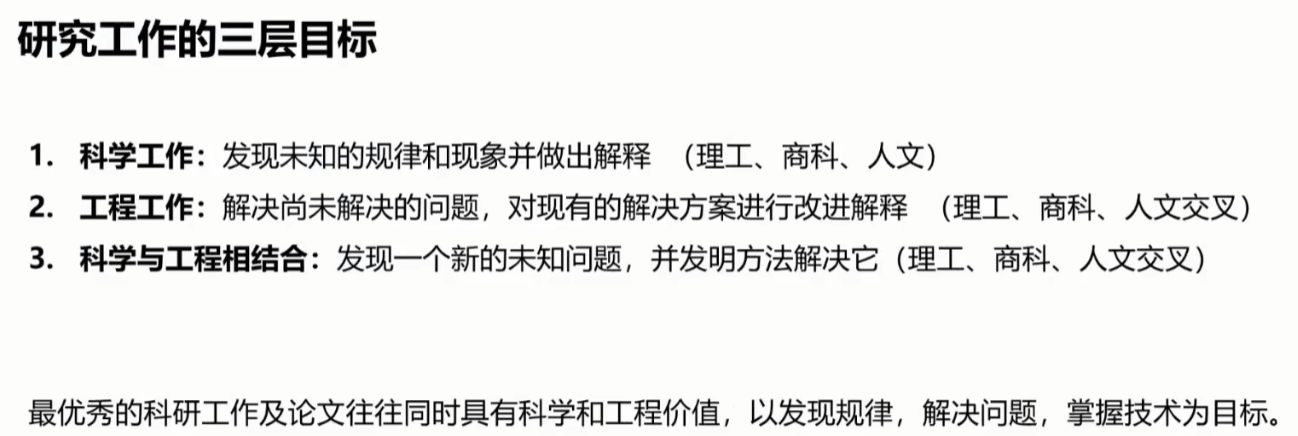 研究工作的三层目标
1. 科学工作：发现未知的规律和现象并做出解释 （理工、商科、人文）
2. 工程工作：解决尚未解决的问题，对现有的解决方案进行改进解释 （理工、商科、人文交叉）
3. 科学与工程相结合：发现一个新的未知问题，并发明方法解决它（理工、商科、人文交叉）
最优秀的科研工作及论文往往同时具有科学和工程价值，以发现规律，解决问题，掌握技术为目标。